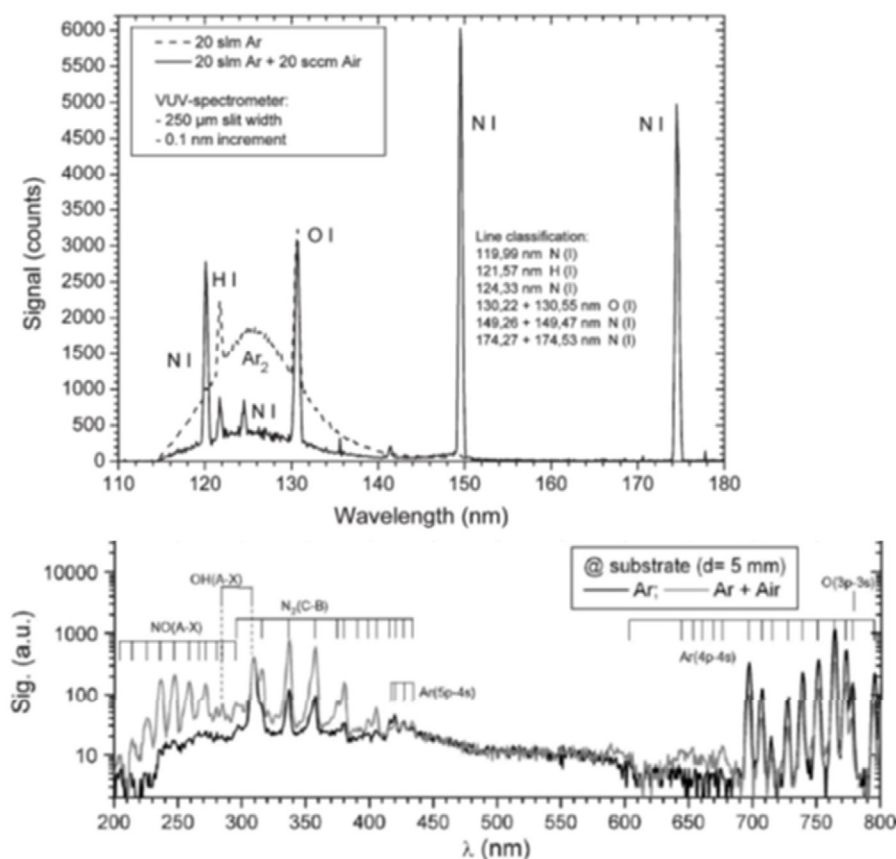 6000
5500
5000
4500
4000
3500
3000
2500
2000
1500
1000
500
0
Signal (counts)
20 slm Ar
20 slm Ar + 20 sccm Air
VUV-spectrometer:
- 250 µm slit width
- 0.1 nm increment
N I
N I
O I
H I
N I
Ar2
N I
Line classification:
119,99 nm N (I)
121,57 nm H (I)
124,33 nm N (I)
130,22 + 130,55 nm O (I)
149,26 + 149,47 nm N (I)
174,27 + 174,53 nm N (I)
110 120 130 140 150 160 170 180
Wavelength (nm)
10000
1000
100
10
Sig. (a.u.)
OH(A-X)
N2(C-B)
NO(A-X)
Ar(5p-4s)
@ substrate (d= 5 mm)
Ar; Ar + Air
O(3p-3s)
Ar(4p-4s)
200 250 300 350 400 450 500 550 600 650 700 750 800
λ (nm)